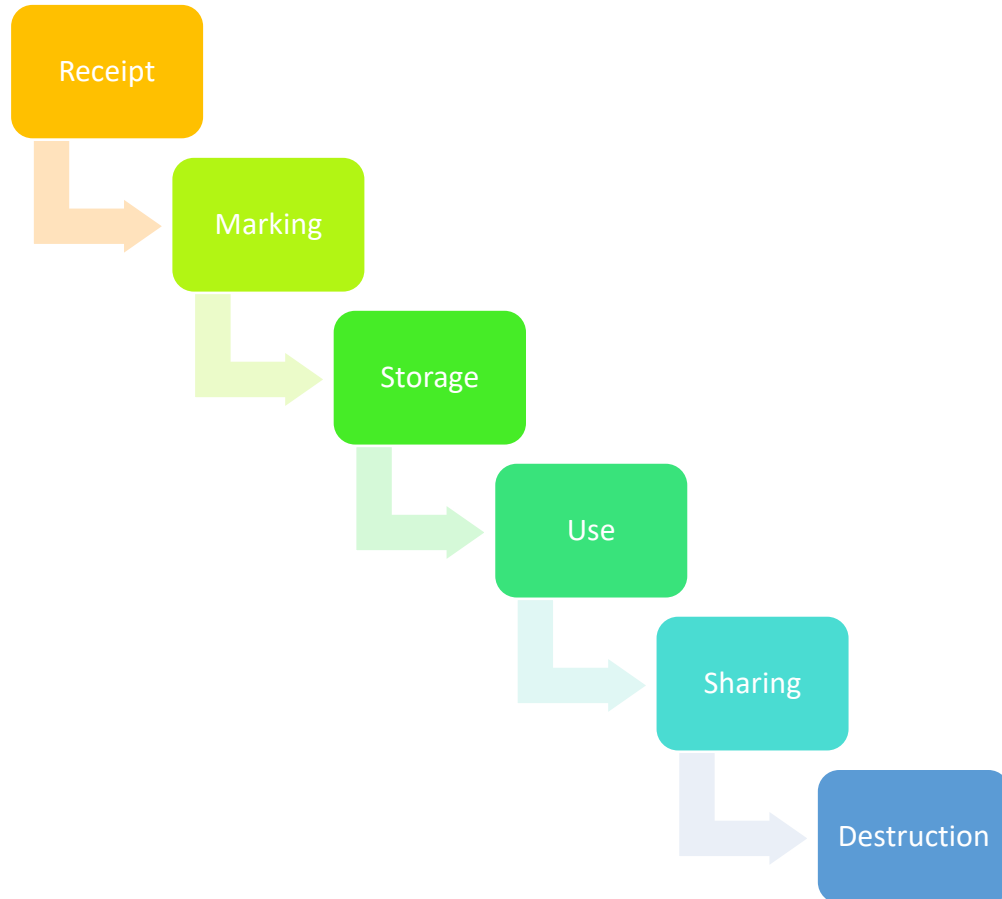 Receipt
Marking
Storage
Use
Sharing
Destruction